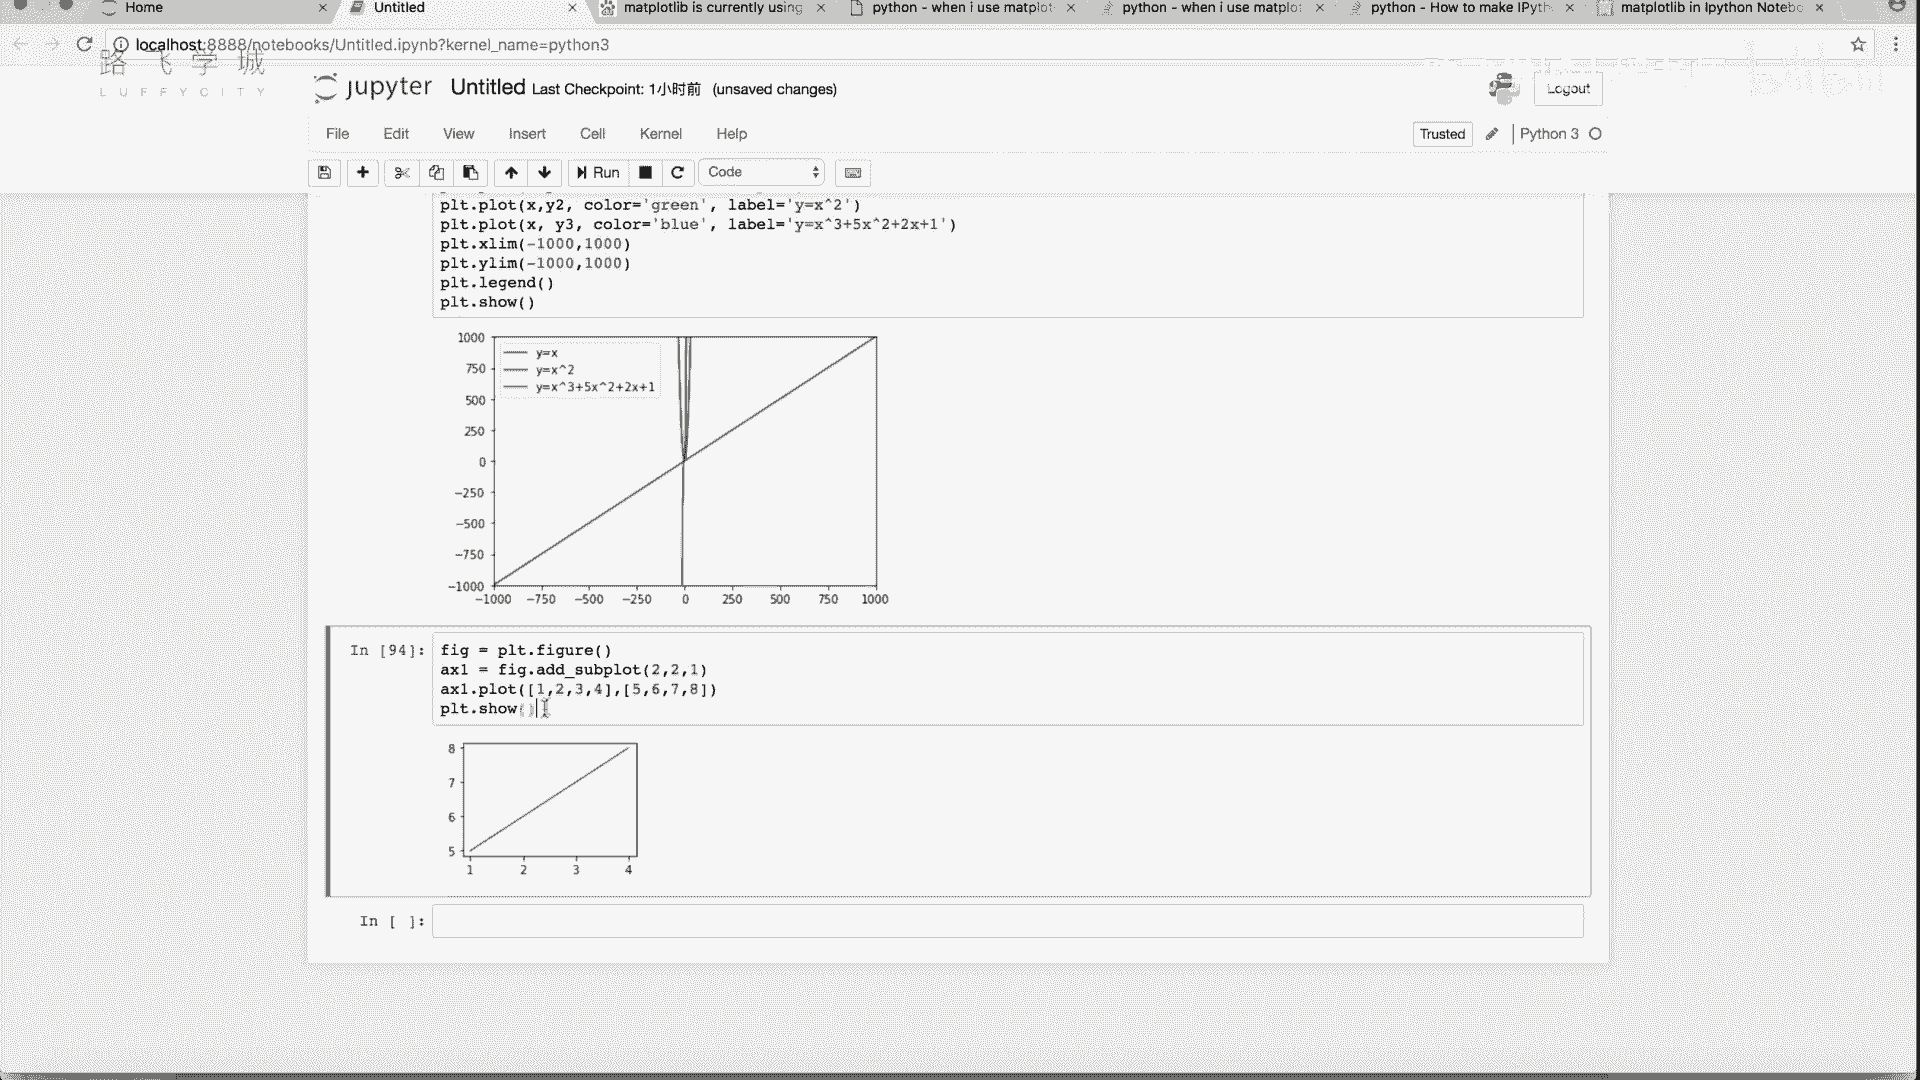 Home
Untitled
matplotlib is currently using
python - when i use matplot
python - when i use matplot
python - How to make IPyth
matplotlib in Ipython Notebo
localhost:8888/notebooks/Untitled.ipynb?kernel_name=python3
路飞学城
LUFFYCITY
jupyter Untitled Last Checkpoint: 1小时前 (unsaved changes)
Logout
File Edit View Insert Cell Kernel Help
Trusted
Python 3
Run
Code
plt.plot(x,y2, color='green', label='y=x^2')
plt.plot(x, y3, color='blue', label='y=x^3+5x^2+2x+1')
plt.xlim(-1000,1000)
plt.ylim(-1000,1000)
plt.legend()
plt.show()
y=x
y=x^2
y=x^3+5x^2+2x+1
1000
750
500
250
0
−250
−500
−750
−1000
−1000 −750 −500 −250 0 250 500 750 1000
In [94]:
fig = plt.figure()
ax1 = fig.add_subplot(2,2,1)
ax1.plot([1,2,3,4],[5,6,7,8])
plt.show()
8
7
6
5
1 2 3 4
In [ ]: